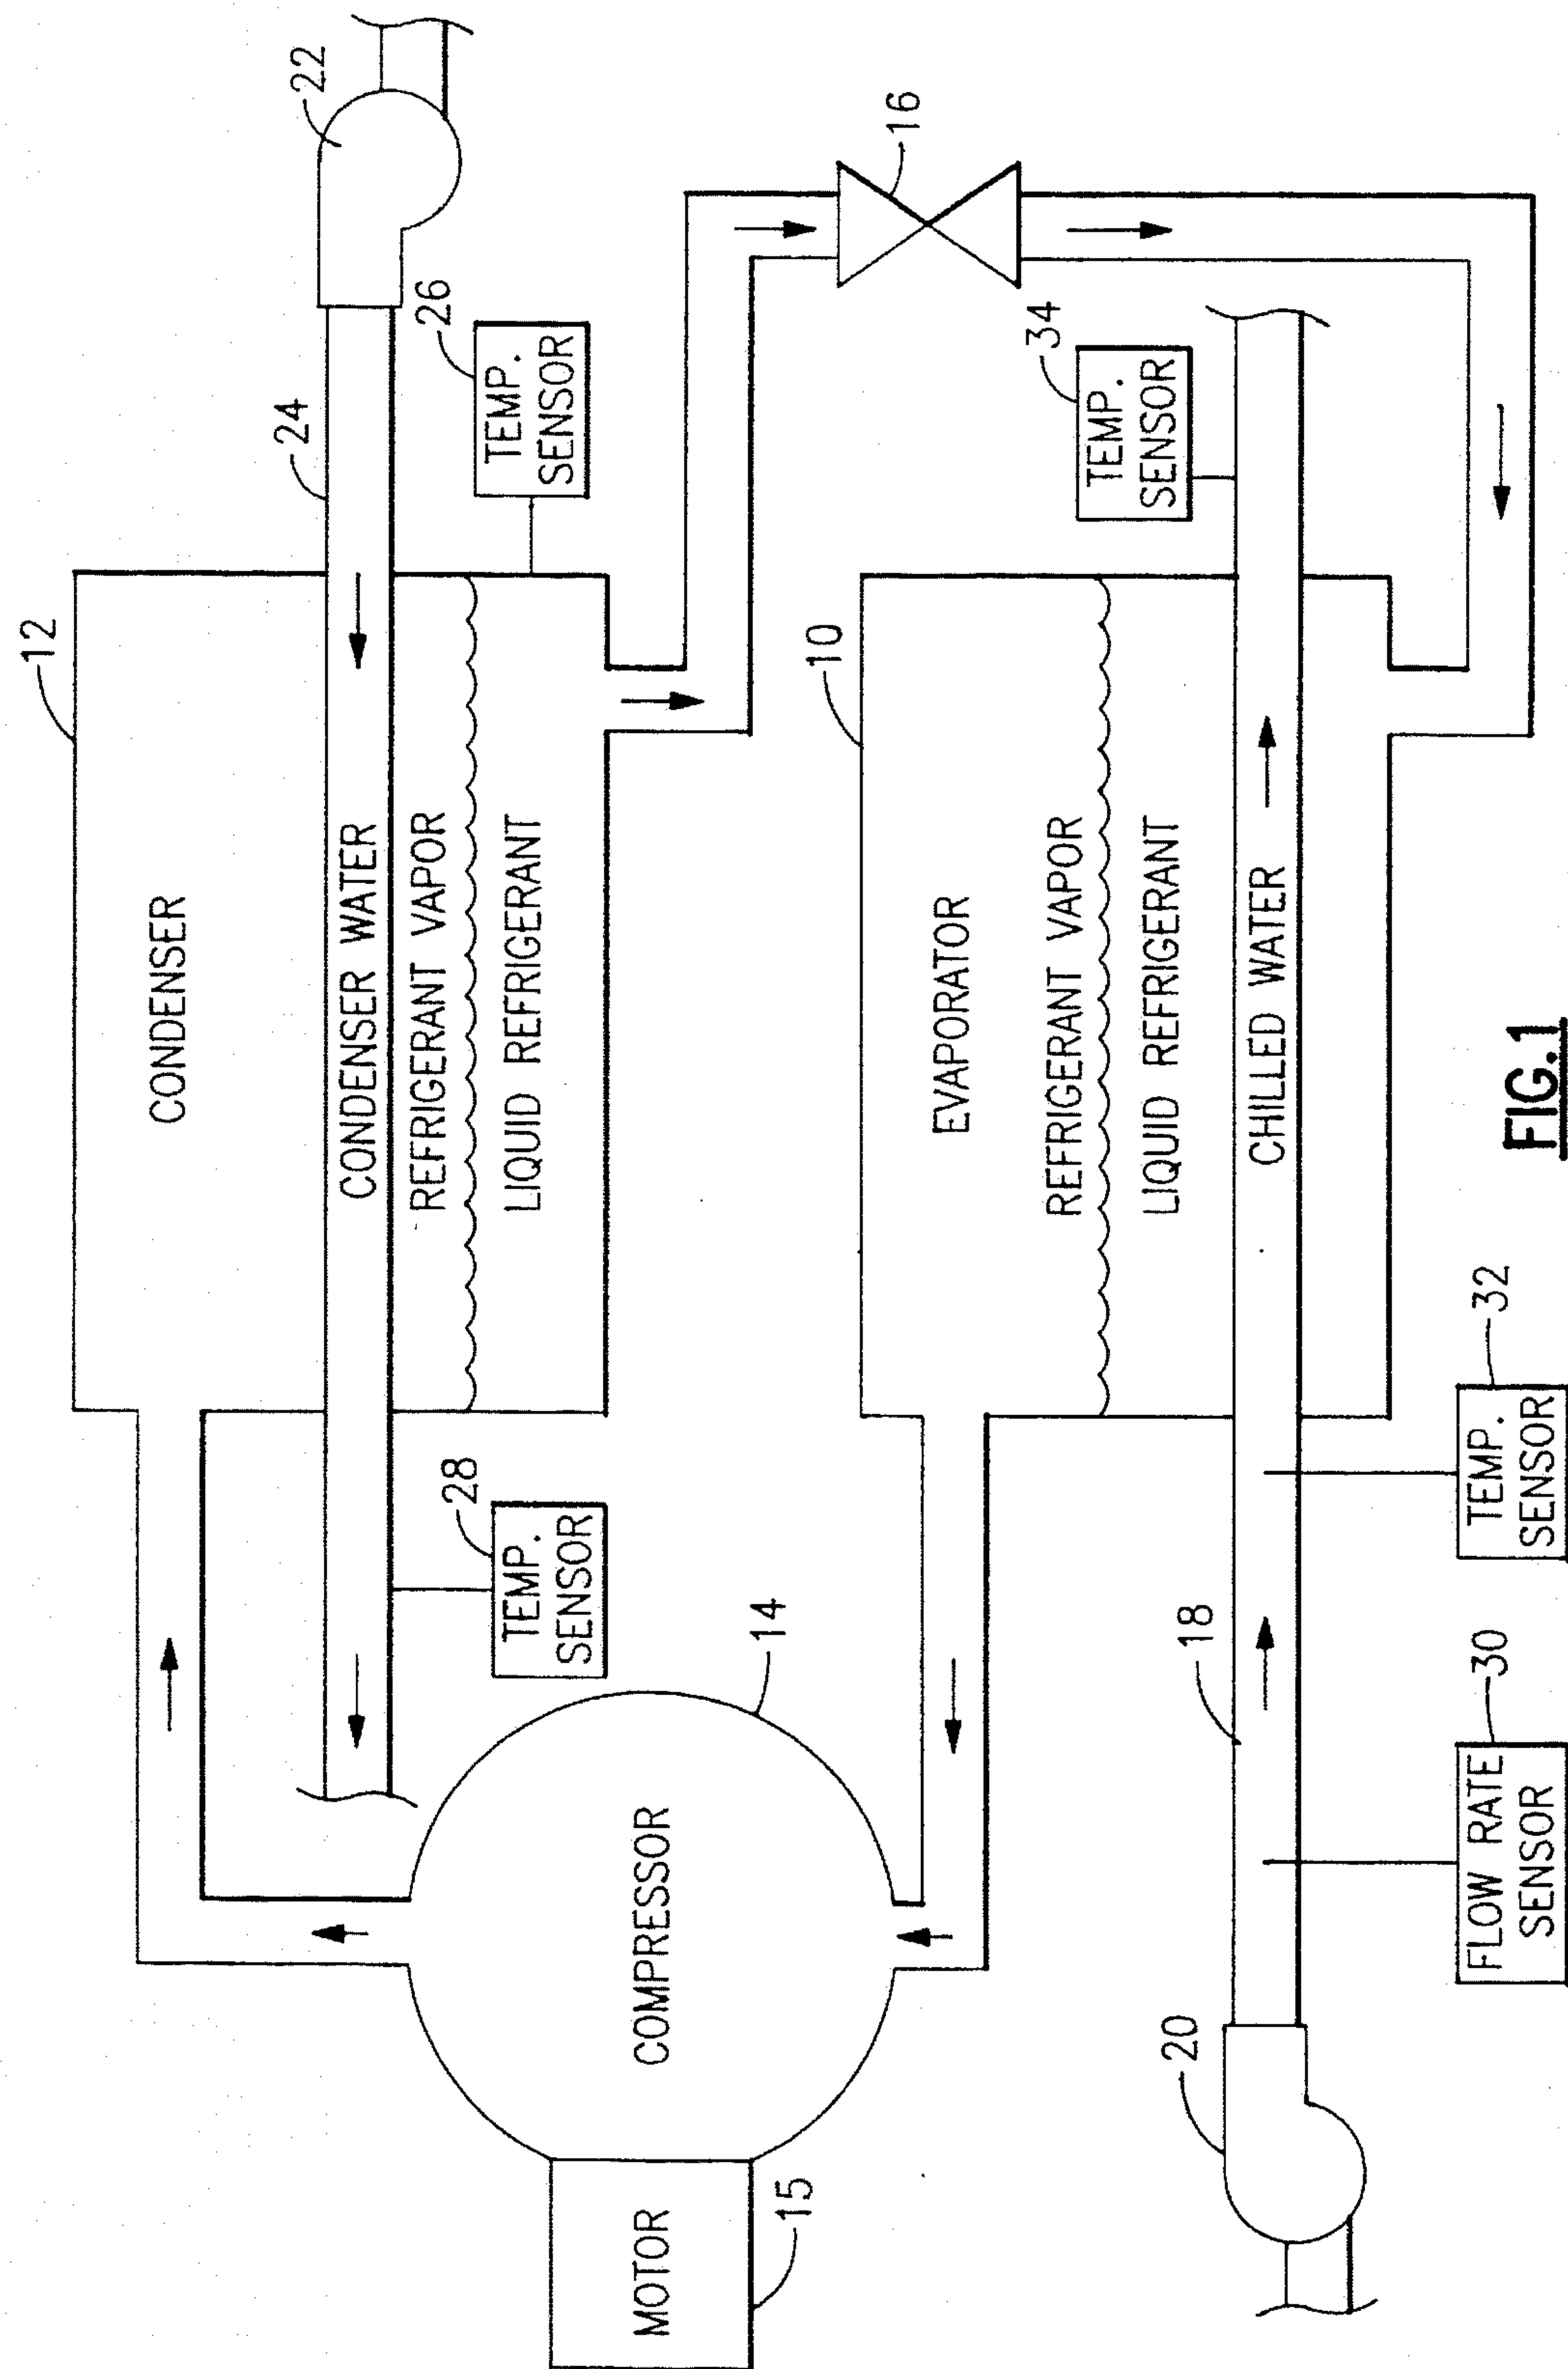 12
CONDENSER
22
24
CONDENSER WATER
REFRIGERANT VAPOR
LIQUID REFRIGERANT
26
TEMP.
SENSOR
28
TEMP.
SENSOR
14
COMPRESSOR
MOTOR
15
16
10
EVAPORATOR
REFRIGERANT VAPOR
LIQUID REFRIGERANT
CHILLED WATER
34
TEMP.
SENSOR
18
20
30
FLOW RATE
SENSOR
32
TEMP.
SENSOR
FIG.1